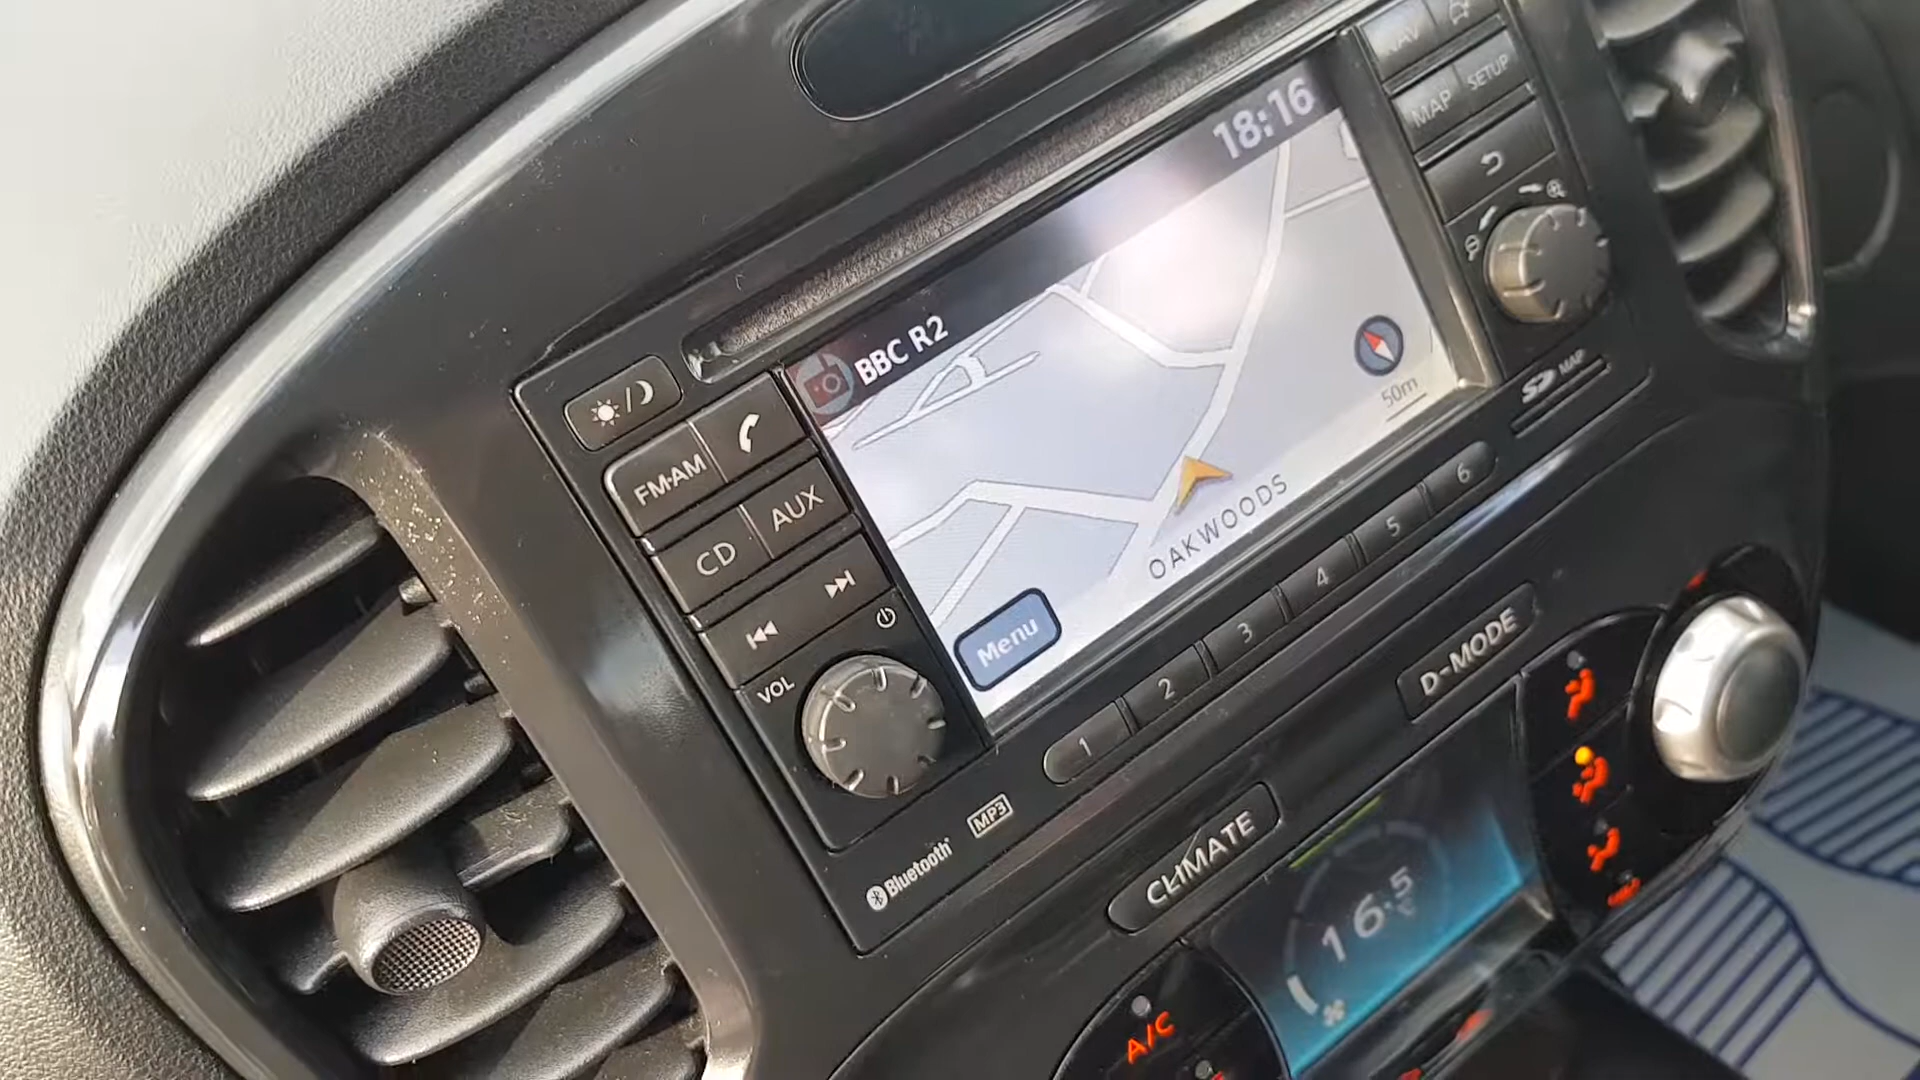 NAV
MAP
SETUP
18:16
BBC R2
50m
OAKWOODS
Menu
FM·AM
CD
AUX
VOL
1
2
3
4
5
6
SD MAP
Bluetooth
MP3
CLIMATE
D-MODE
16.5
A/C